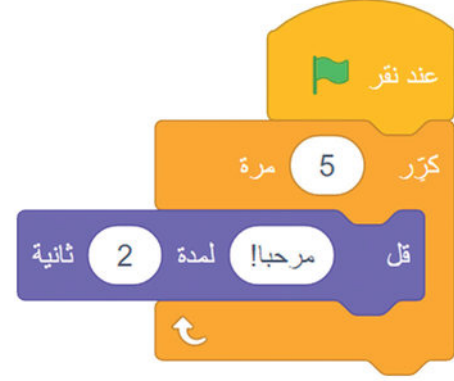 عند نقر
كرّر 5 مرة
قل مرحبا! لمدة 2 ثانية